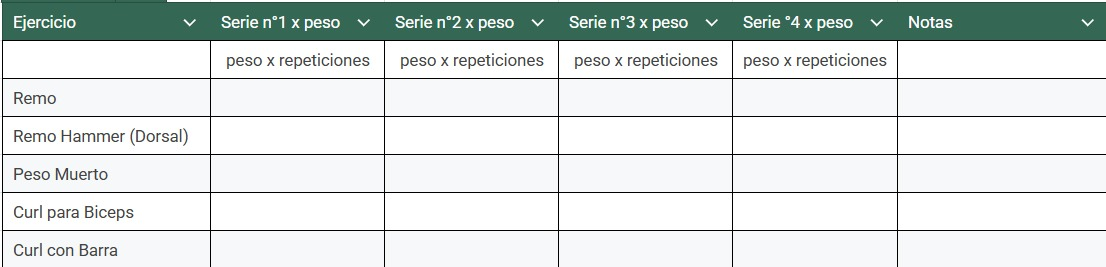 Ejercicio Serie n°1 x peso Serie n°2 x peso Serie n°3 x peso Serie °4 x peso Notas
peso x repeticiones peso x repeticiones peso x repeticiones peso x repeticiones
Remo
Remo Hammer (Dorsal)
Peso Muerto
Curl para Biceps
Curl con Barra